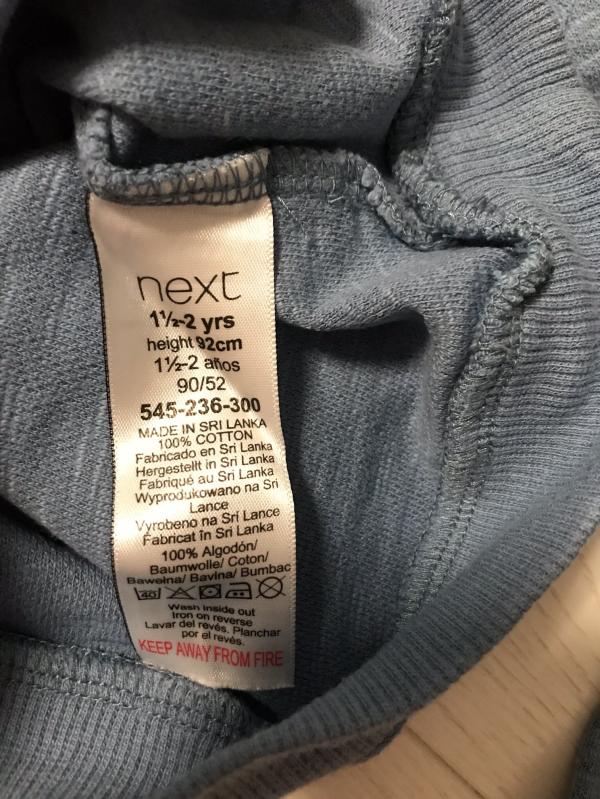 next
1½-2 yrs
height 92cm
1½-2 años
90/52
545-236-300
MADE IN SRI LANKA
100% COTTON
Fabricado en Sri Lanka
Hergestellt in Sri Lanka
Fabriqué au Sri Lanka
Wyprodukowano na Sri
Lance
Vyrobeno na Srí Lance
Fabricat în Sri Lanka
100% Algodón/
Baumwolle/ Coton/
Bawełna/ Bavlna/ Bumbac
40
Wash inside out
Iron on reverse
Lavar del revés. Planchar
por el revés.
KEEP AWAY FROM FIRE